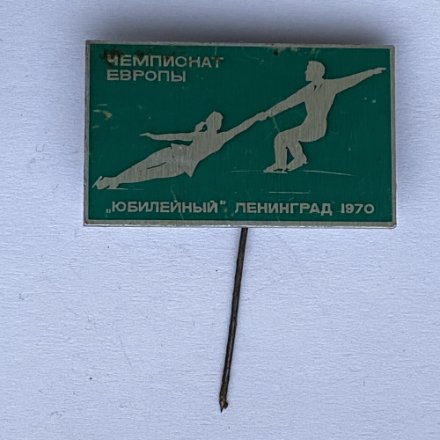 ЧЕМПИОНАТ
ЕВРОПЫ
„ЮБИЛЕЙНЫЙ" ЛЕНИНГРАД 1970